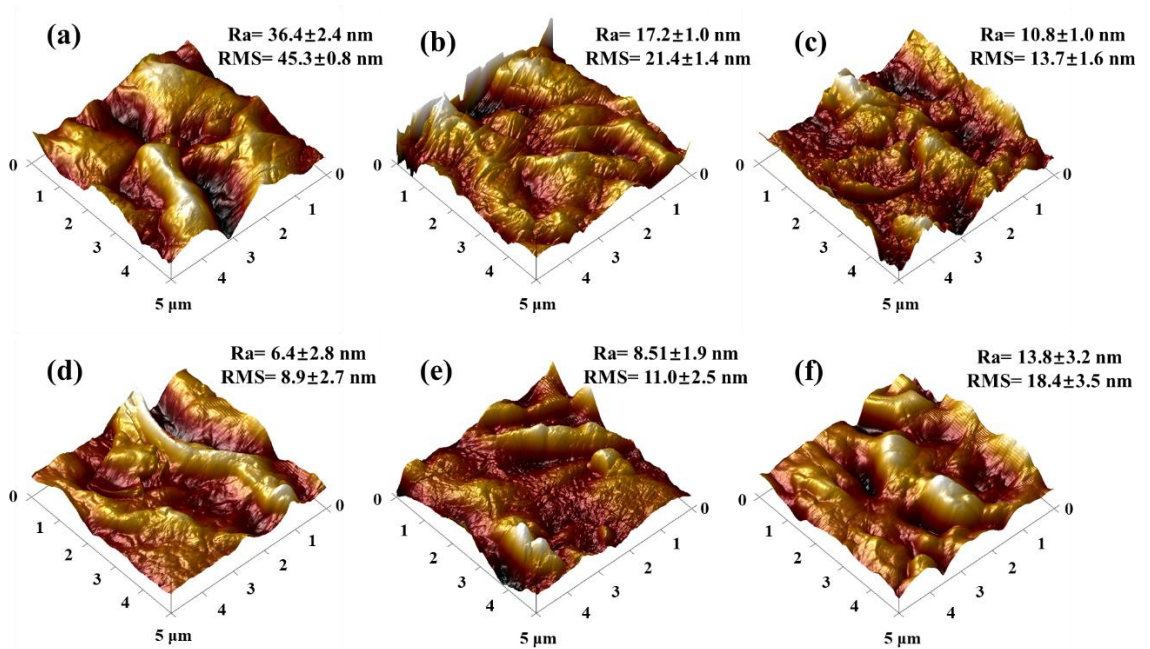 (a)
Ra= 36.4±2.4 nm
RMS= 45.3±0.8 nm
0
1
2
3
4
5 µm
4
3
2
1
0
(b)
Ra= 17.2±1.0 nm
RMS= 21.4±1.4 nm
0
1
2
3
4
5 µm
4
3
2
1
0
(c)
Ra= 10.8±1.0 nm
RMS= 13.7±1.6 nm
0
1
2
3
4
5 µm
4
3
2
1
0
(d)
Ra= 6.4±2.8 nm
RMS= 8.9±2.7 nm
0
1
2
3
4
5 µm
4
3
2
1
0
(e)
Ra= 8.51±1.9 nm
RMS= 11.0±2.5 nm
0
1
2
3
4
5 µm
4
3
2
1
0
(f)
Ra= 13.8±3.2 nm
RMS= 18.4±3.5 nm
0
1
2
3
4
5 µm
4
3
2
1
0